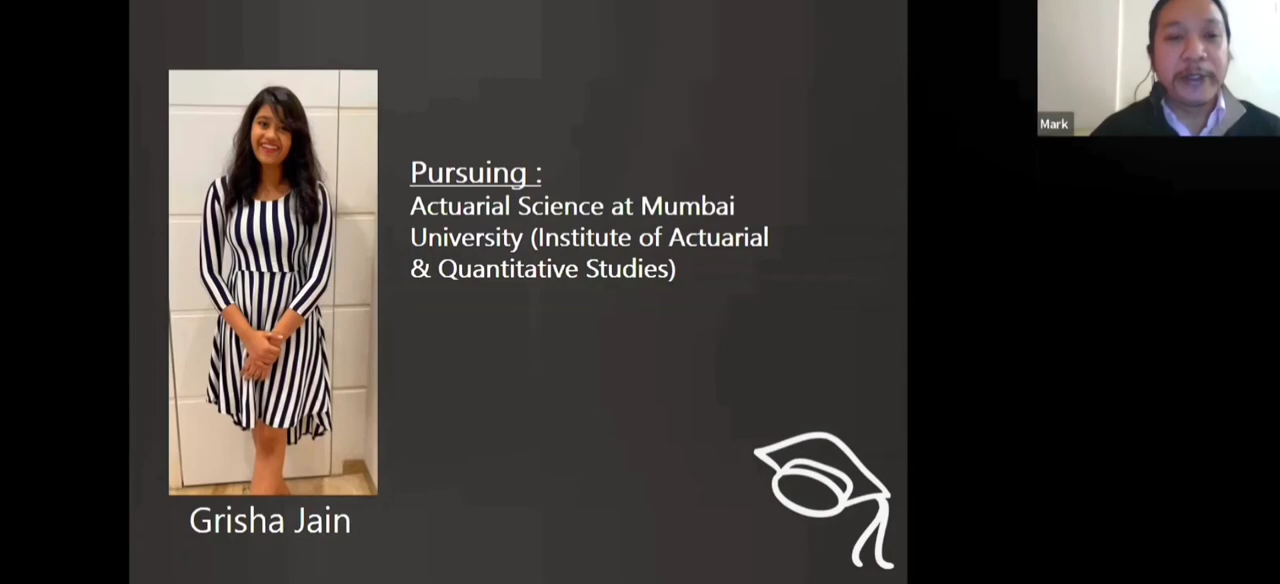 Pursuing :
Actuarial Science at Mumbai
University (Institute of Actuarial
& Quantitative Studies)
Grisha Jain
Mark